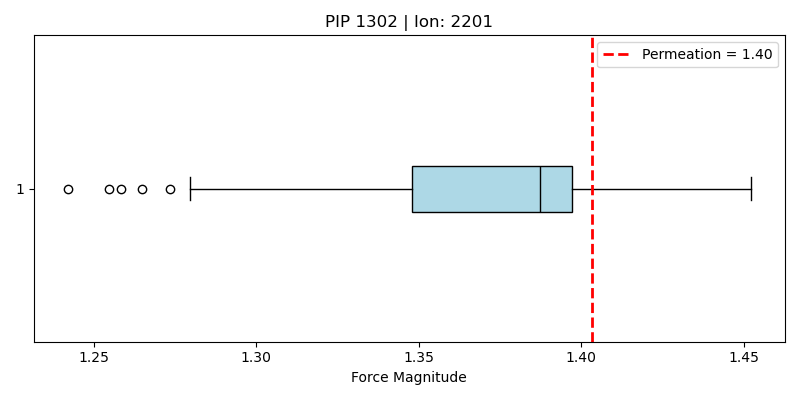 PIP 1302 | Ion: 2201
Permeation = 1.40
1
1.25 1.30 1.35 1.40 1.45
Force Magnitude